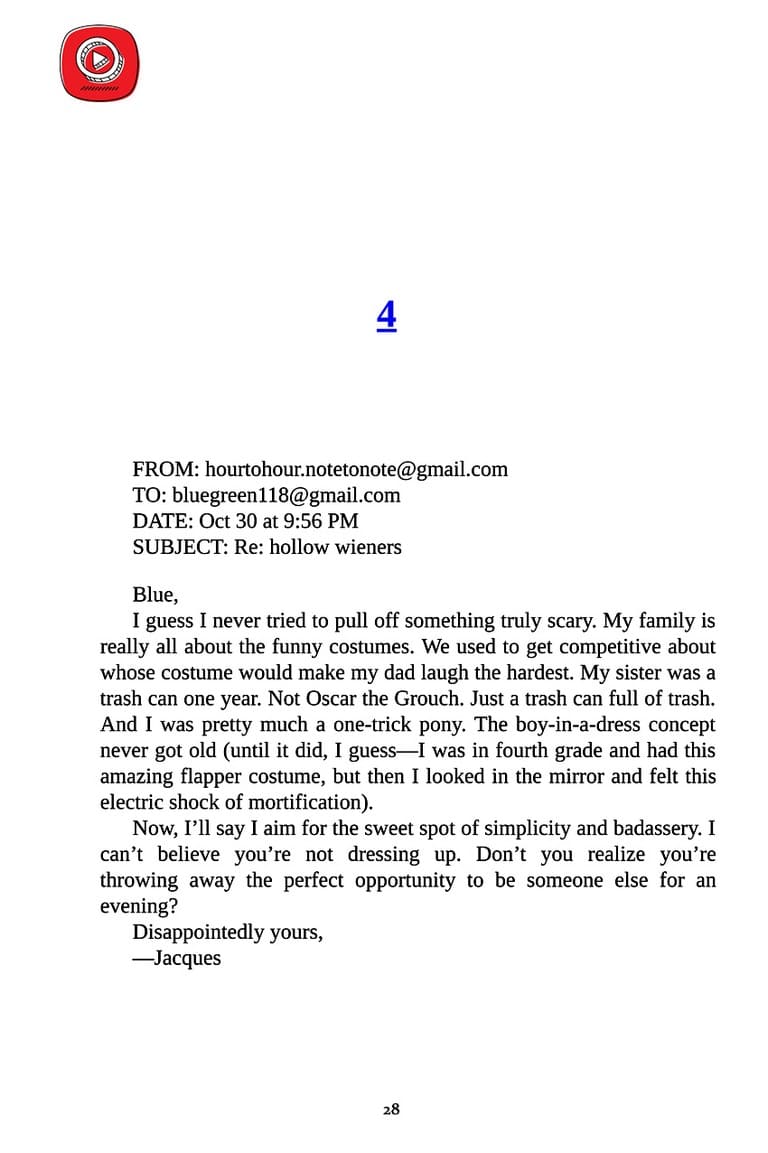 4
FROM: hourtohour.notetonote@gmail.com
TO: bluegreen118@gmail.com
DATE: Oct 30 at 9:56 PM
SUBJECT: Re: hollow wieners
Blue,
I guess I never tried to pull off something truly scary. My family is
really all about the funny costumes. We used to get competitive about
whose costume would make my dad laugh the hardest. My sister was a
trash can one year. Not Oscar the Grouch. Just a trash can full of trash.
And I was pretty much a one-trick pony. The boy-in-a-dress concept
never got old (until it did, I guess—I was in fourth grade and had this
amazing flapper costume, but then I looked in the mirror and felt this
electric shock of mortification).
Now, I’ll say I aim for the sweet spot of simplicity and badassery. I
can’t believe you’re not dressing up. Don’t you realize you’re
throwing away the perfect opportunity to be someone else for an
evening?
Disappointedly yours,
—Jacques
28